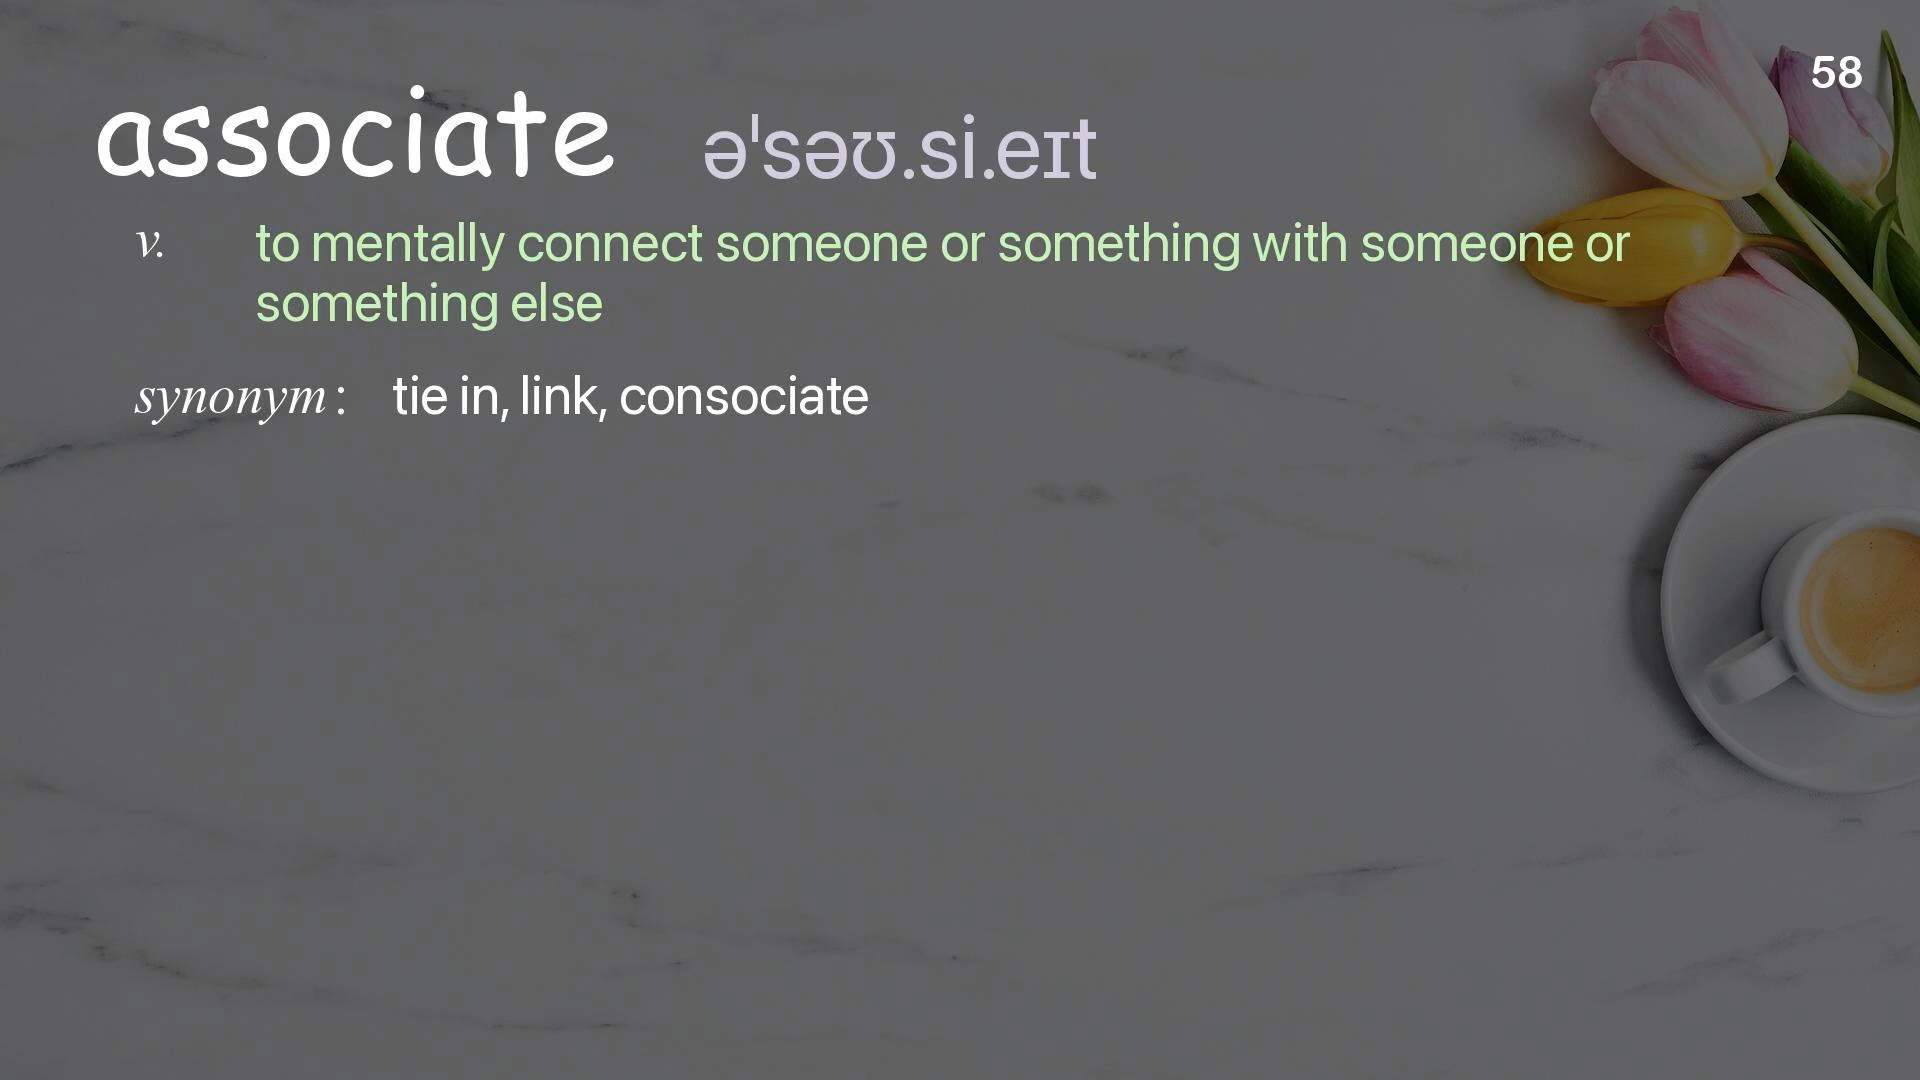 58
associate əˈsəʊ.si.eɪt
v. to mentally connect someone or something with someone or
something else
synonym : tie in, link, consociate